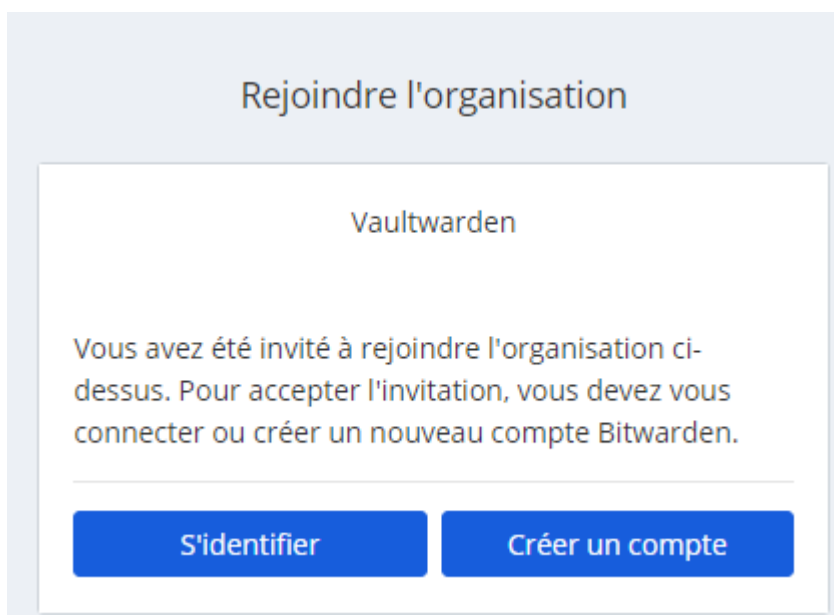 Rejoindre l'organisation
Vaultwarden
Vous avez été invité à rejoindre l'organisation ci-
dessus. Pour accepter l'invitation, vous devez vous
connecter ou créer un nouveau compte Bitwarden.
S'identifier
Créer un compte